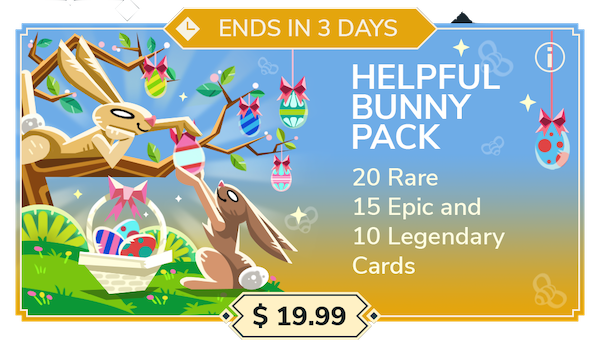 ENDS IN 3 DAYS
HELPFUL
BUNNY
PACK
20 Rare
15 Epic and
10 Legendary
Cards
$ 19.99